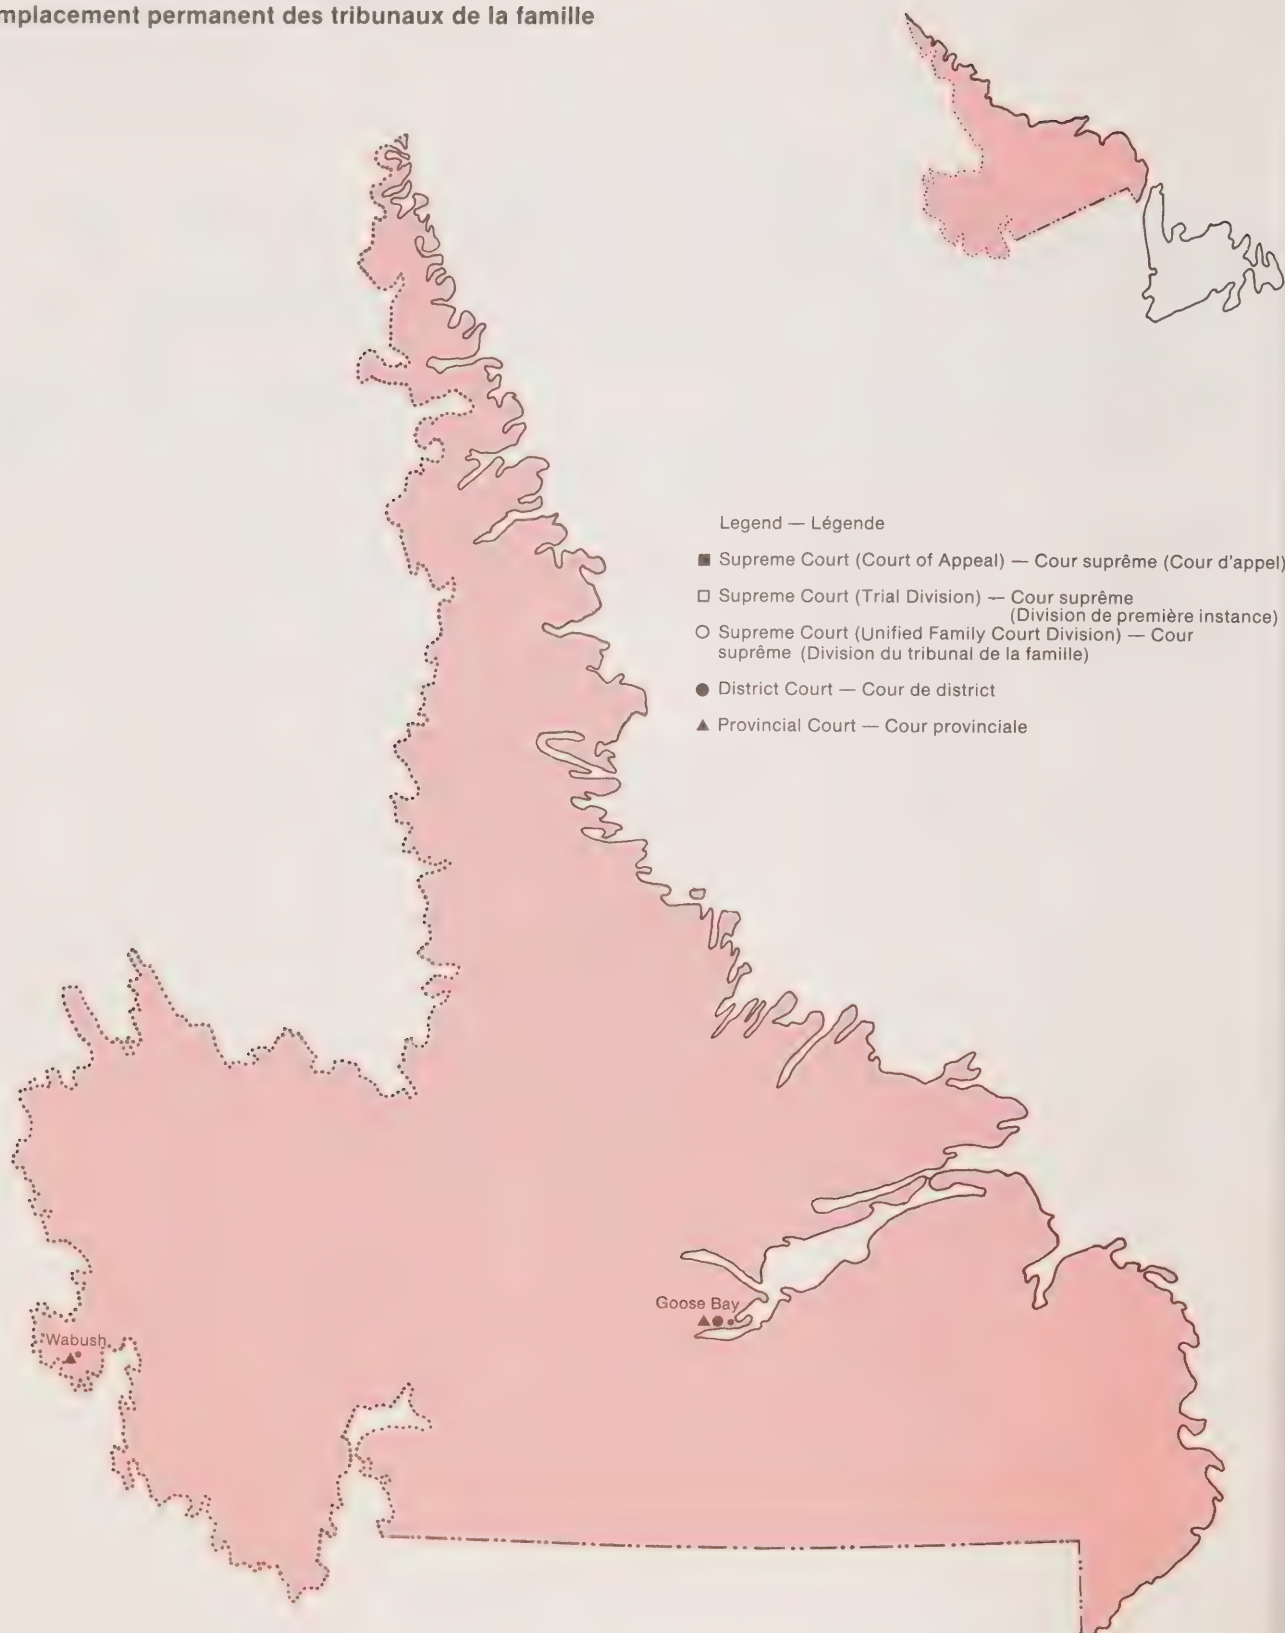 mplacement permanent des tribunaux de la famille
Legend — Légende
■ Supreme Court (Court of Appeal) — Cour suprême (Cour d'appel)
□ Supreme Court (Trial Division) — Cour suprême
(Division de première instance)
○ Supreme Court (Unified Family Court Division) — Cour
suprême (Division du tribunal de la famille)
● District Court — Cour de district
▲ Provincial Court — Cour provinciale
Goose Bay
Wabush